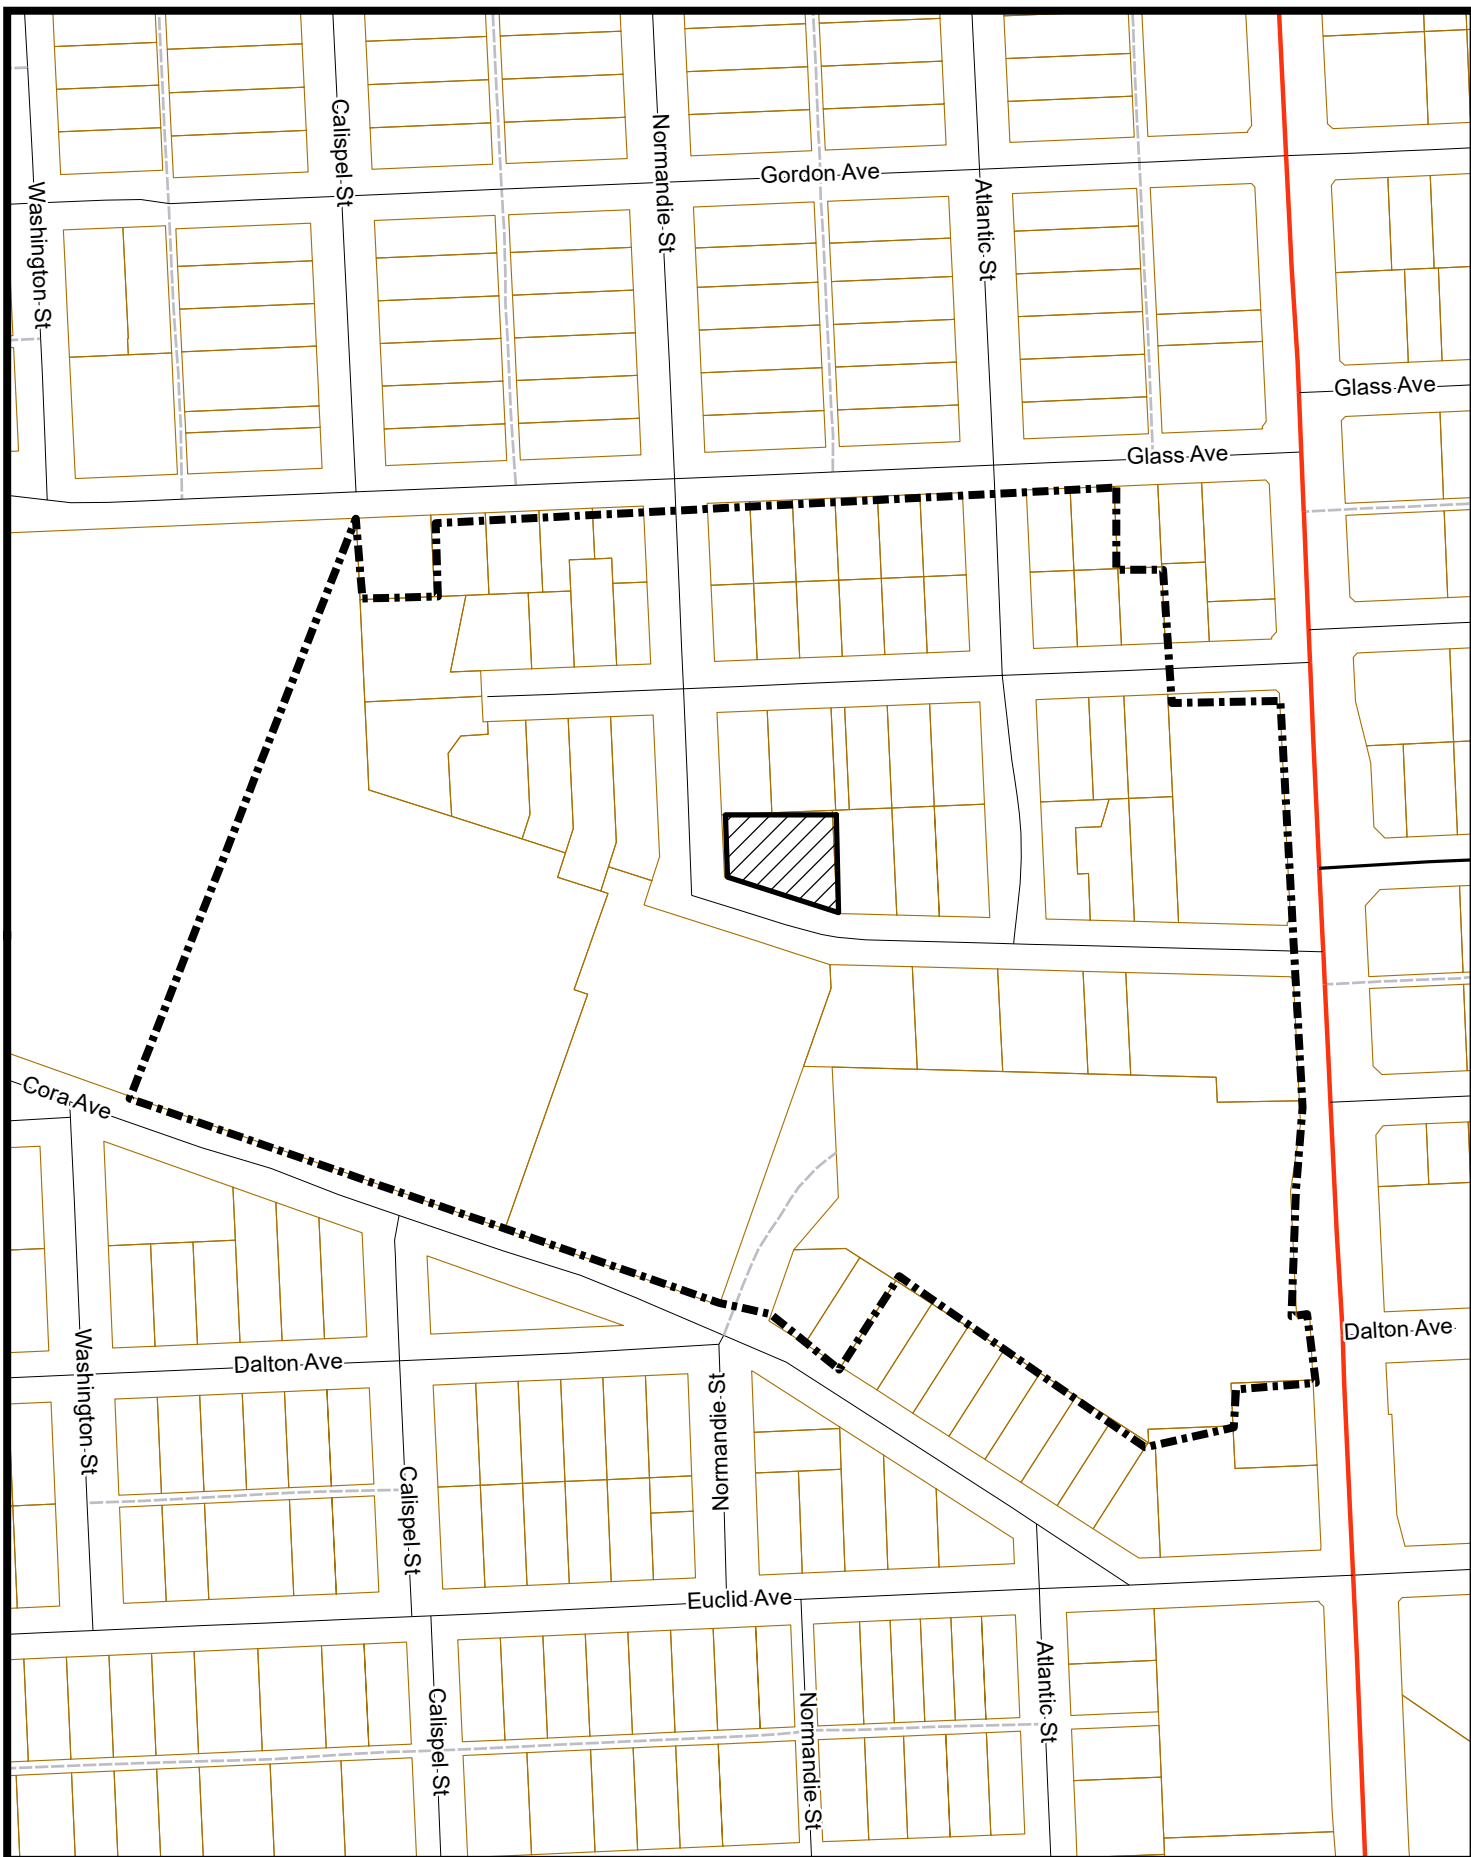 Calispel St
Normandie St
Gordon Ave
Washington St
Atlantic St
Glass Ave
Glass Ave
Cora Ave
Dalton Ave
Washington St
Dalton Ave
Normandie St
Calispel St
Euclid Ave
Atlantic St
Calispel St
Normandie St